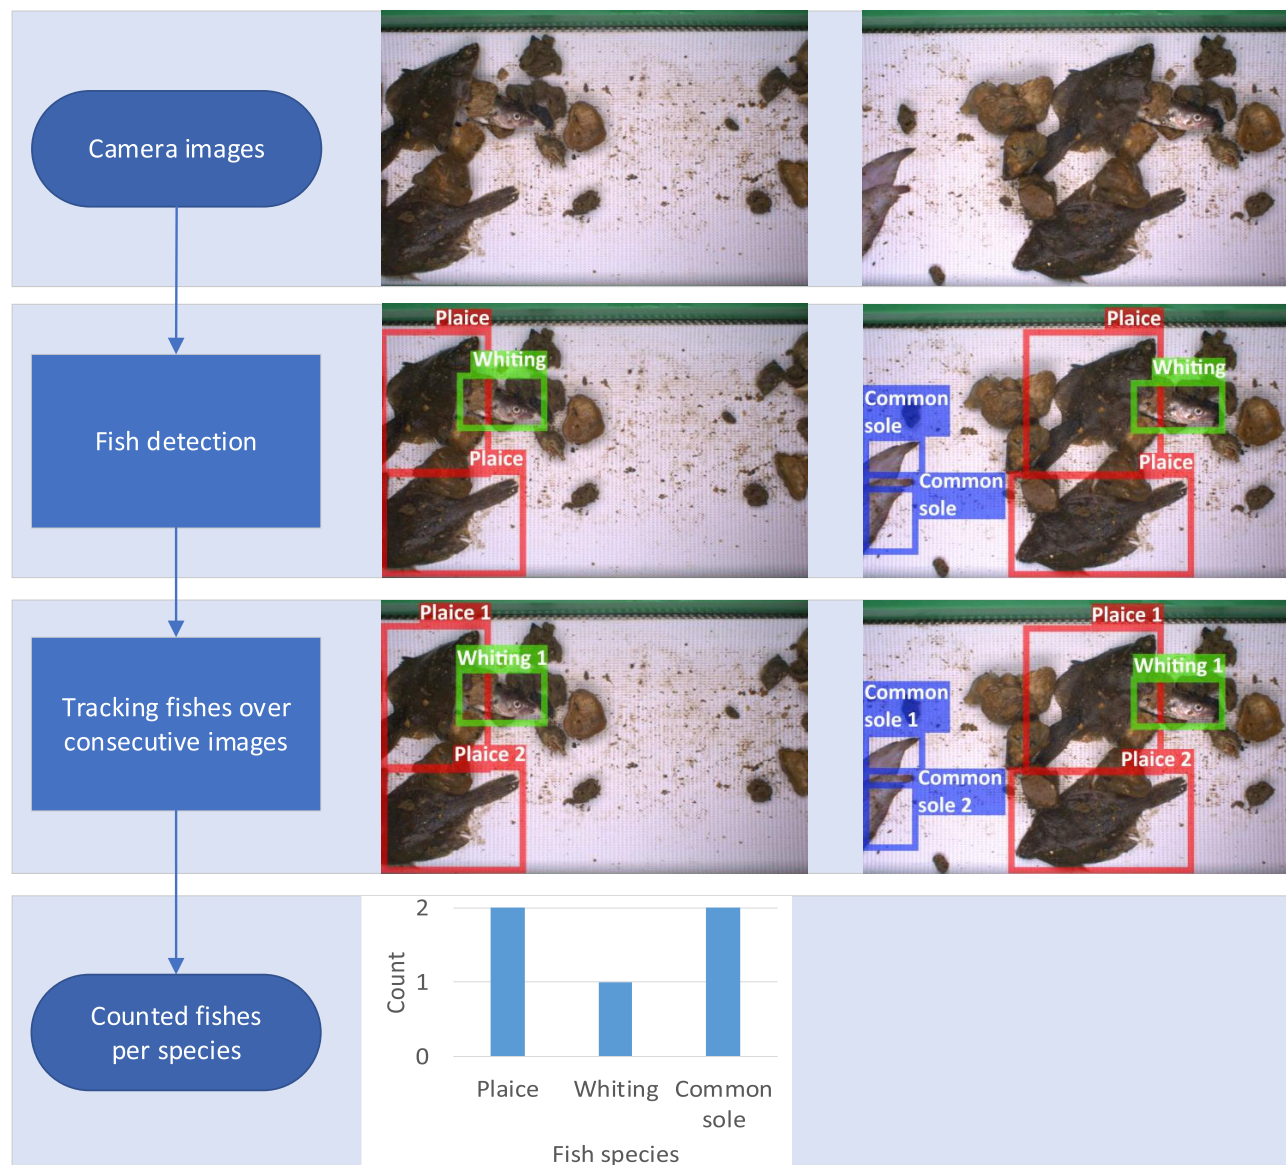 Camera images
Fish detection
Plaice
Whiting
Plaice
Plaice
Whiting
Common
sole
Plaice
Common
sole
Tracking fishes over
consecutive images
Plaice 1
Whiting 1
Plaice 2
Plaice 1
Whiting 1
Common
sole 1
Plaice 2
Common
sole 2
Counted fishes
per species
2
1
0
Count
Plaice
Whiting
Common
sole
Fish species